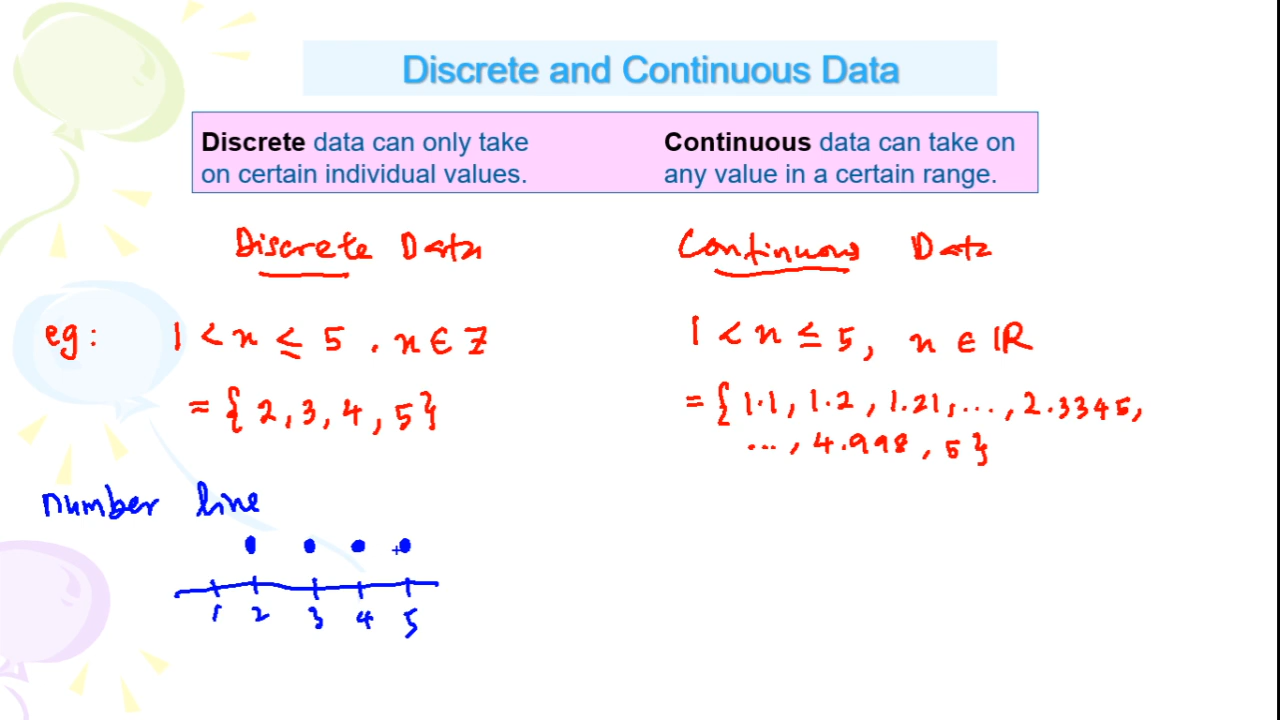 Discrete and Continuous Data
Discrete data can only take
on certain individual values.
Continuous data can take on
any value in a certain range.
Discrete Data
Continuous Data
eg: 1 < n ≤ 5 . n ∈ Z
= { 2, 3, 4, 5 }
1 < n ≤ 5, n ∈ ℝ
= { 1.1, 1.2, 1.21, ..., 2.3345,
..., 4.998, 5 }
number line
1 2 3 4 5